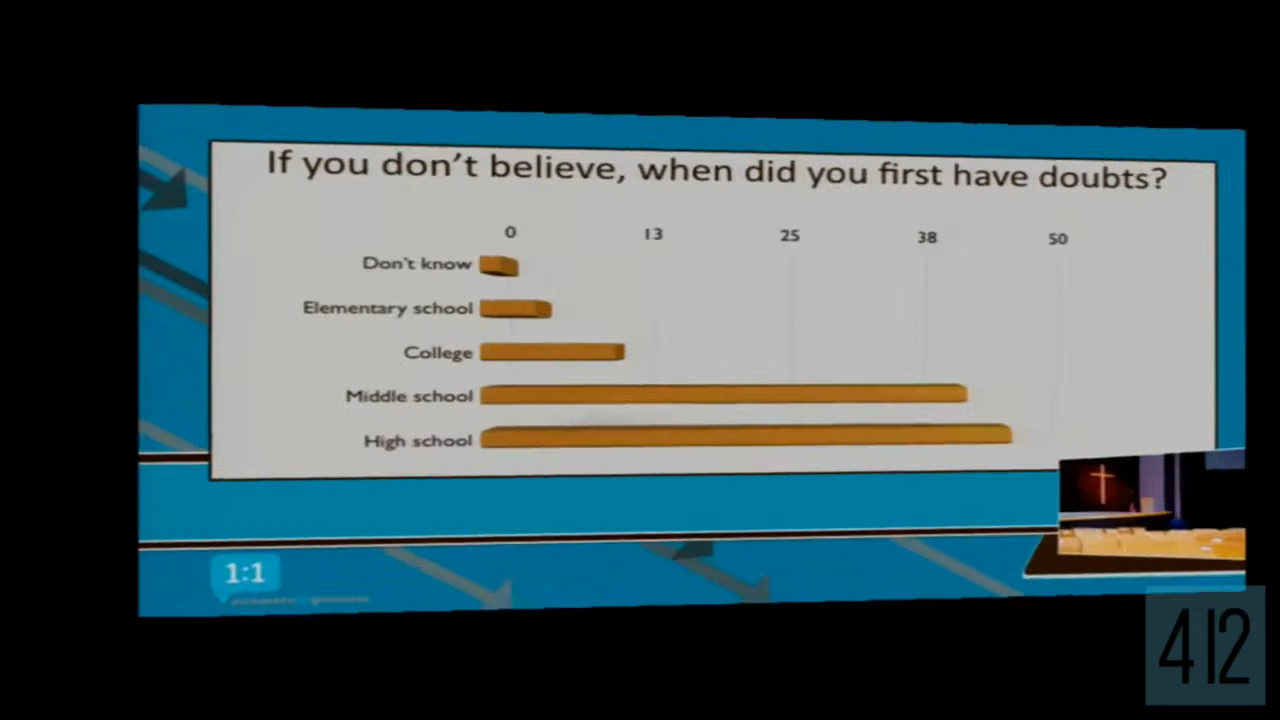 If you don't believe, when did you first have doubts?
0 13 25 38 50
Don't know
Elementary school
College
Middle school
High school
1:1
412